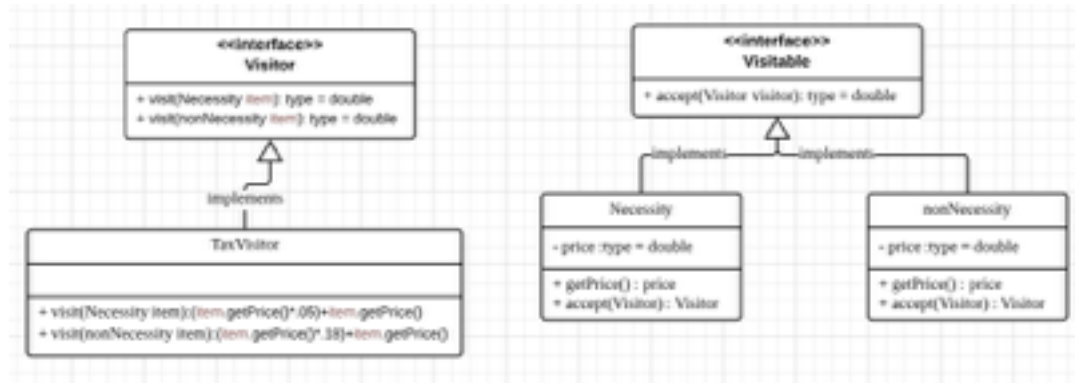 <<interface>>
Visitor
+ visit(Necessity item): type = double
+ visit(nonNecessity item): type = double
implements
TaxVisitor
+ visit(Necessity item):(item.getPrice()*.05)+item.getPrice()
+ visit(nonNecessity item):(item.getPrice()*.18)+item.getPrice()
<<interface>>
Visitable
+ accept(Visitor visitor): type = double
implements
implements
Necessity
- price :type = double
+ getPrice() : price
+ accept(Visitor) : Visitor
nonNecessity
- price :type = double
+ getPrice() : price
+ accept(Visitor) : Visitor